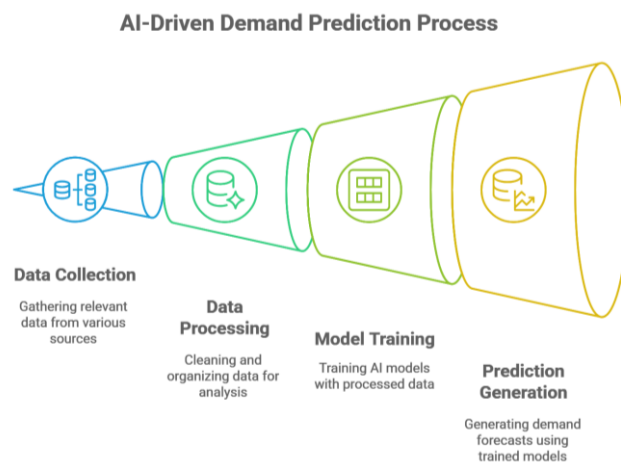 AI-Driven Demand Prediction Process
Data Collection
Gathering relevant
data from various
sources
Data
Processing
Cleaning and
organizing data for
analysis
Model Training
Training AI models
with processed data
Prediction
Generation
Generating demand
forecasts using
trained models